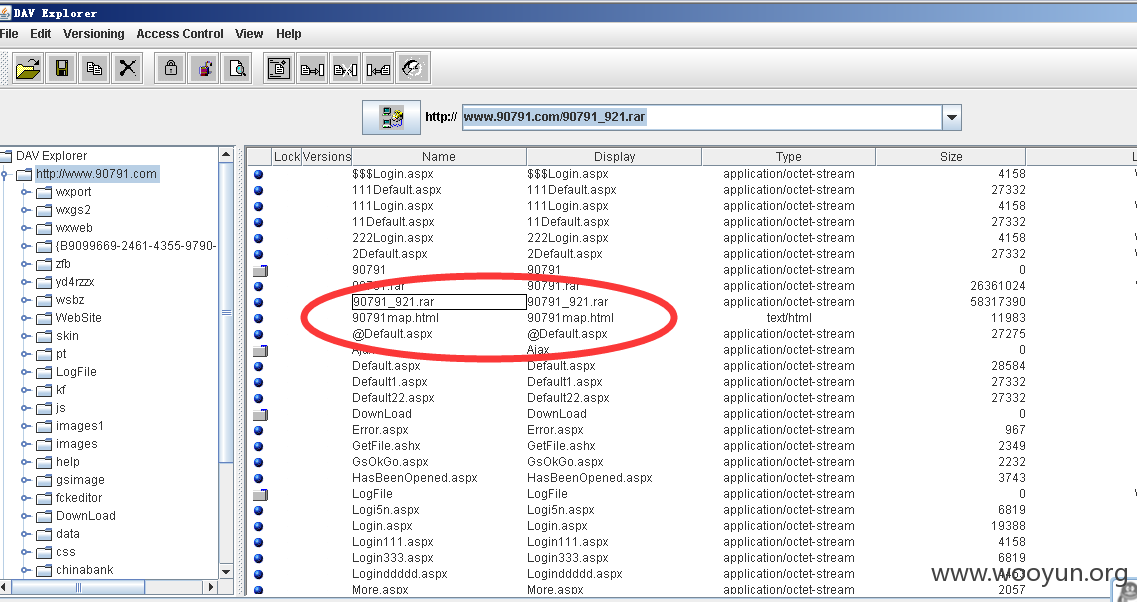 DAV Explorer
File Edit Versioning Access Control View Help
http:// www.90791.com/90791_921.rar
DAV Explorer
http://www.90791.com
wxport
wxgs2
wxweb
{B9099669-2461-4355-9790-
zfb
yd4rzzx
wsbz
WebSite
skin
pt
LogFile
kf
js
images1
images
help
gsimage
fckeditor
DownLoad
data
css
chinabank
Lock Versions Name Display Type Size L
$$$Login.aspx $$$Login.aspx application/octet-stream 4158
111Default.aspx 111Default.aspx application/octet-stream 27332
111Login.aspx 111Login.aspx application/octet-stream 4158
11Default.aspx 11Default.aspx application/octet-stream 27332
222Login.aspx 222Login.aspx application/octet-stream 4158
2Default.aspx 2Default.aspx application/octet-stream 27332
90791 90791 application/octet-stream 0
90791.rar 90791.rar application/octet-stream 26361024
90791_921.rar 90791_921.rar application/octet-stream 58317390
90791map.html 90791map.html text/html 11983
@Default.aspx @Default.aspx application/octet-stream 27275
Ajax Ajax application/octet-stream 0
Default.aspx Default.aspx application/octet-stream 28584
Default1.aspx Default1.aspx application/octet-stream 27332
Default22.aspx Default22.aspx application/octet-stream 27332
DownLoad DownLoad application/octet-stream 0
Error.aspx Error.aspx application/octet-stream 967
GetFile.ashx GetFile.ashx application/octet-stream 2349
GsOkGo.aspx GsOkGo.aspx application/octet-stream 2232
HasBeenOpened.aspx HasBeenOpened.aspx application/octet-stream 3743
LogFile LogFile application/octet-stream 0
Logi5n.aspx Logi5n.aspx application/octet-stream 6819
Login.aspx Login.aspx application/octet-stream 19388
Login111.aspx Login111.aspx application/octet-stream 4158
Login333.aspx Login333.aspx application/octet-stream 6819
Loginddddd.aspx Loginddddd.aspx application/octet-stream
More.aspx More.aspx application/octet-stream 2057
www.wooyun.org